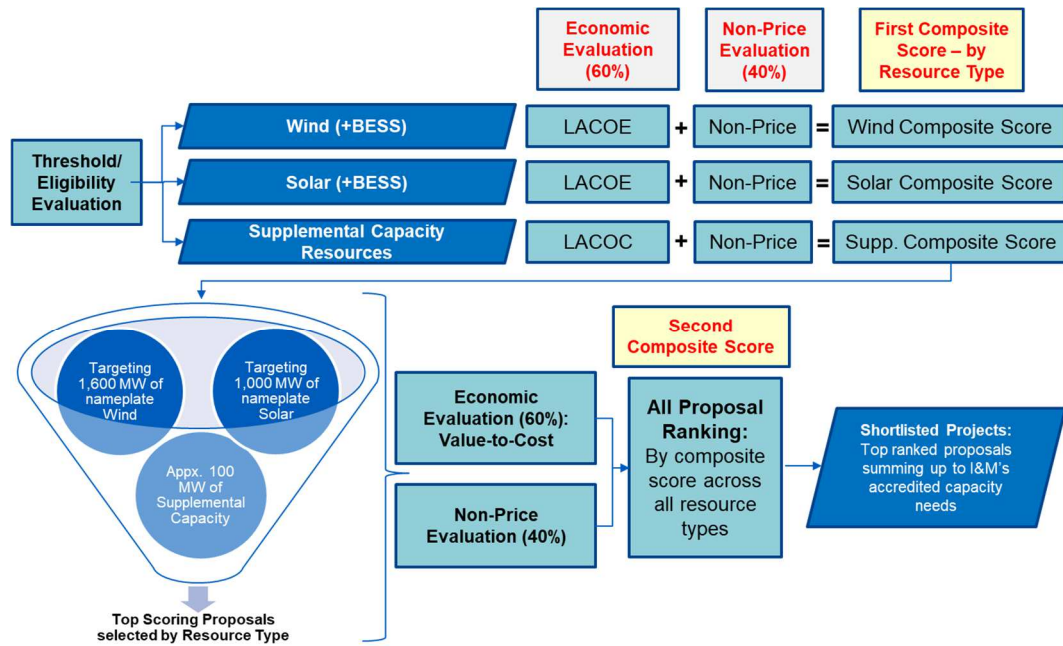 Economic
Evaluation
(60%)
Non-Price
Evaluation
(40%)
First Composite
Score – by
Resource Type
Threshold/
Eligibility
Evaluation
Wind (+BESS)
LACOE
+
Non-Price
=
Wind Composite Score
Solar (+BESS)
LACOE
+
Non-Price
=
Solar Composite Score
Supplemental Capacity
Resources
LACOC
+
Non-Price
=
Supp. Composite Score
Targeting
1,600 MW of
nameplate
Wind
Targeting
1,000 MW of
nameplate
Solar
Appx. 100
MW of
Supplemental
Capacity
Top Scoring Proposals
selected by Resource Type
Economic
Evaluation (60%):
Value-to-Cost
Non-Price
Evaluation (40%)
Second
Composite Score
All Proposal
Ranking:
By composite
score across
all resource
types
Shortlisted Projects:
Top ranked proposals
summing up to I&M's
accredited capacity
needs